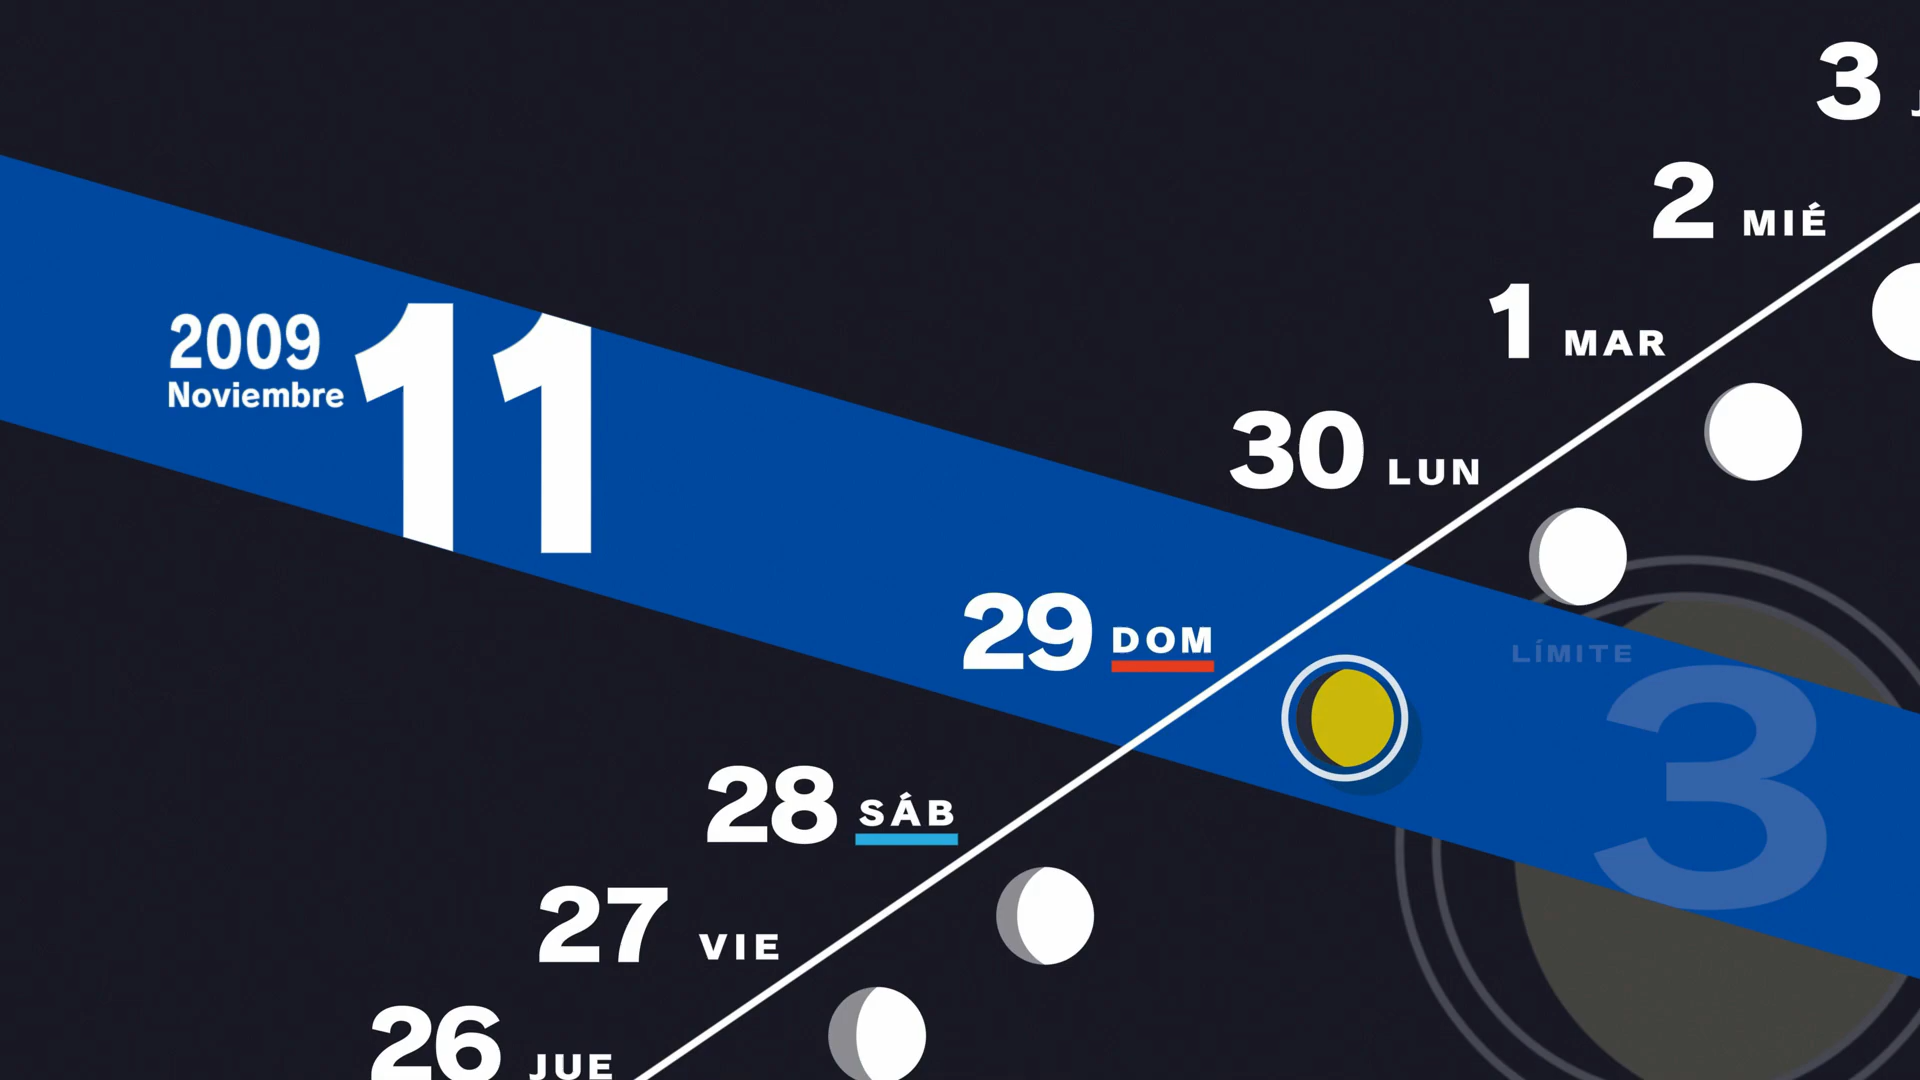 3
2 MIÉ
1 MAR
2009
Noviembre
11
30 LUN
29 DOM
LÍMITE
3
28 SÁB
27 VIE
26 JUE